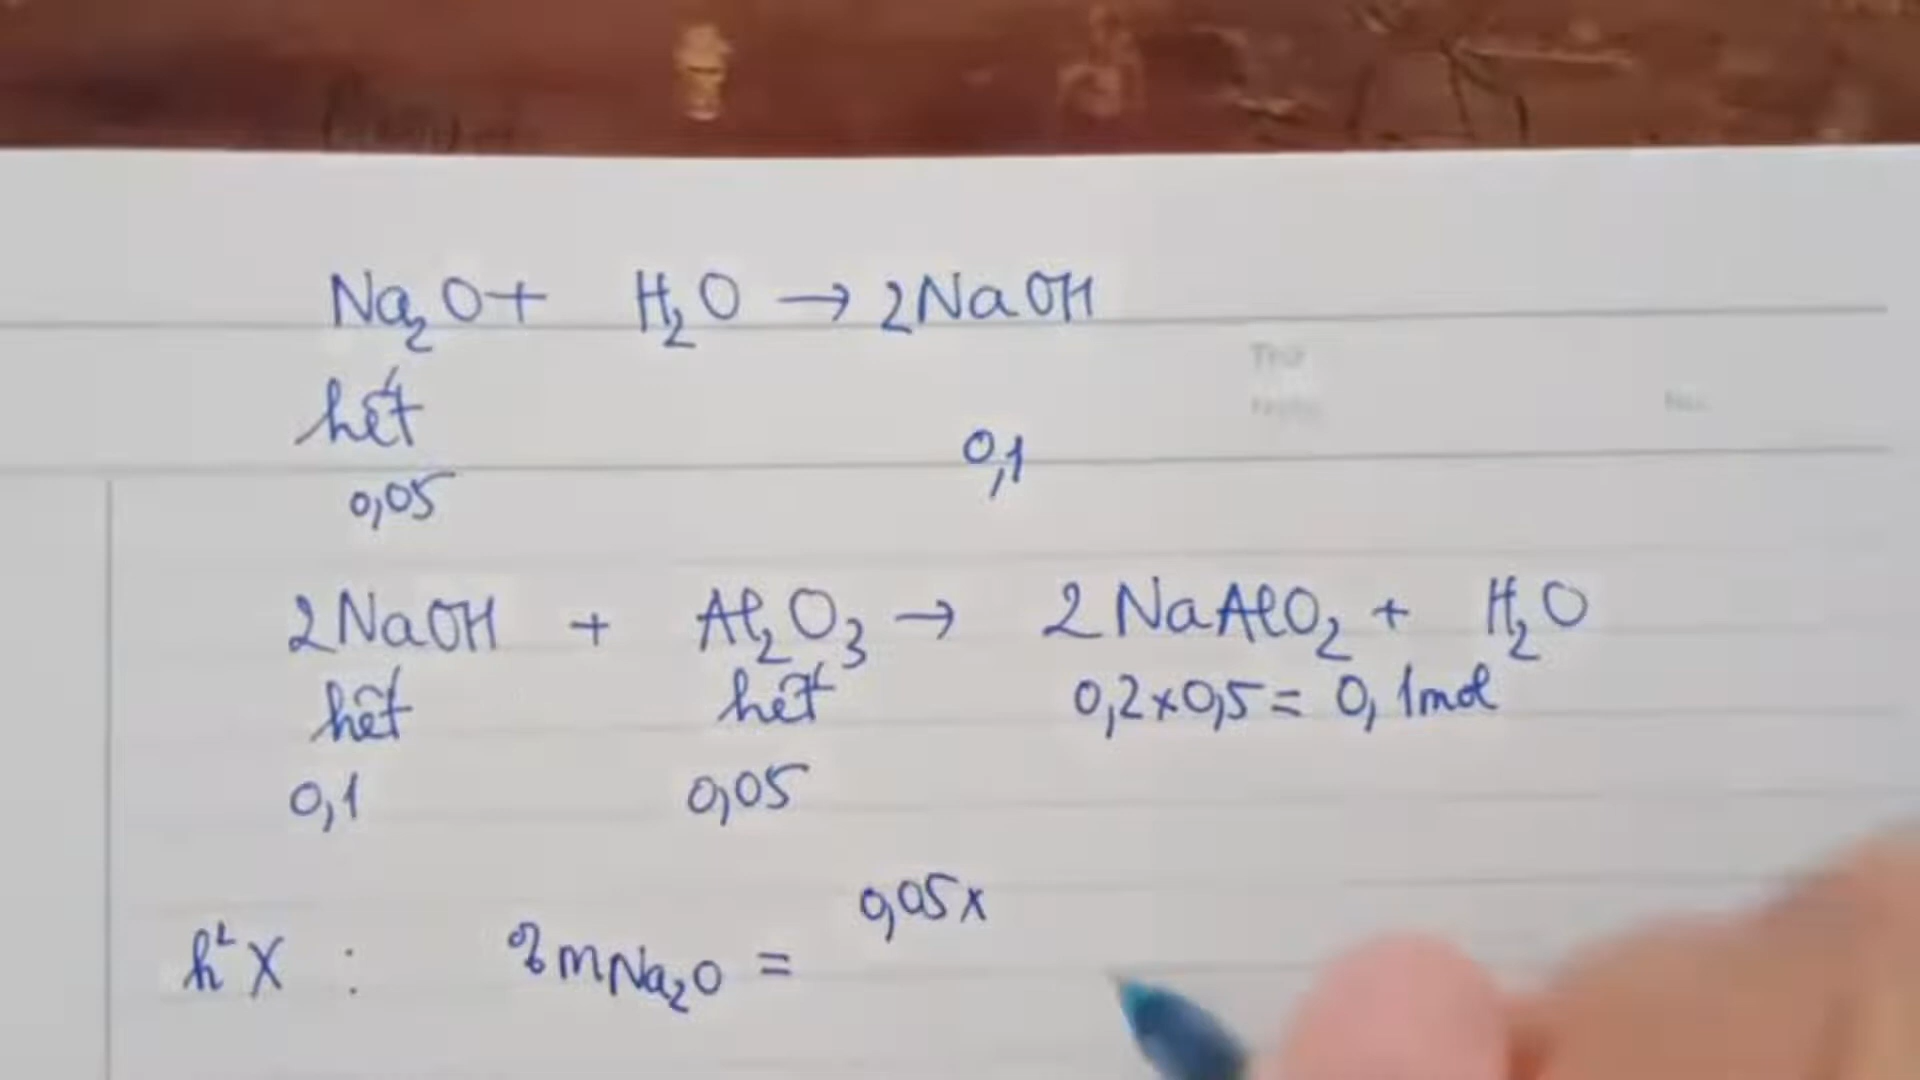 Na₂O + H₂O → 2NaOH
hết
0,1
0,05
2NaOH + Al₂O₃ → 2NaAlO₂ + H₂O
hết hết 0,2×0,5 = 0,1mol
0,1 0,05
0,05×
h² X : %mNa₂O =